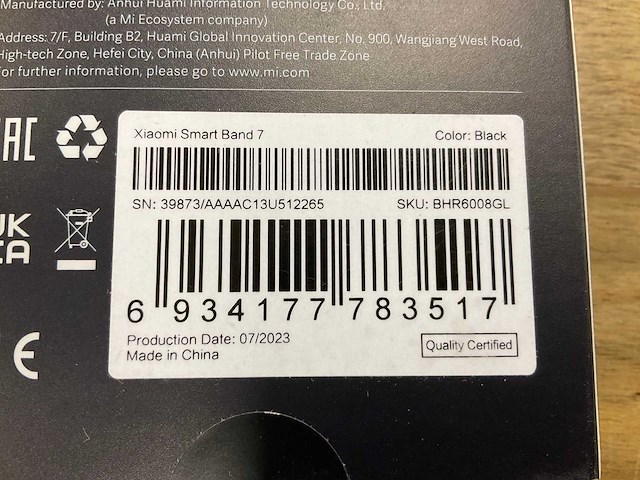 Manufactured by: Anhui Huami Information Technology Co., Ltd.
(a Mi Ecosystem company)
Address: 7/F, Building B2, Huami Global Innovation Center, No. 900, Wangjiang West Road,
High-tech Zone, Hefei City, China (Anhui) Pilot Free Trade Zone
For further information, please go to www.mi.com
EAC
Xiaomi Smart Band 7 Color: Black
SN: 39873/AAAAC13U512265 SKU: BHR6008GL
UK
CA
6 934177 783517
Production Date: 07/2023
Made in China
Quality Certified
CE